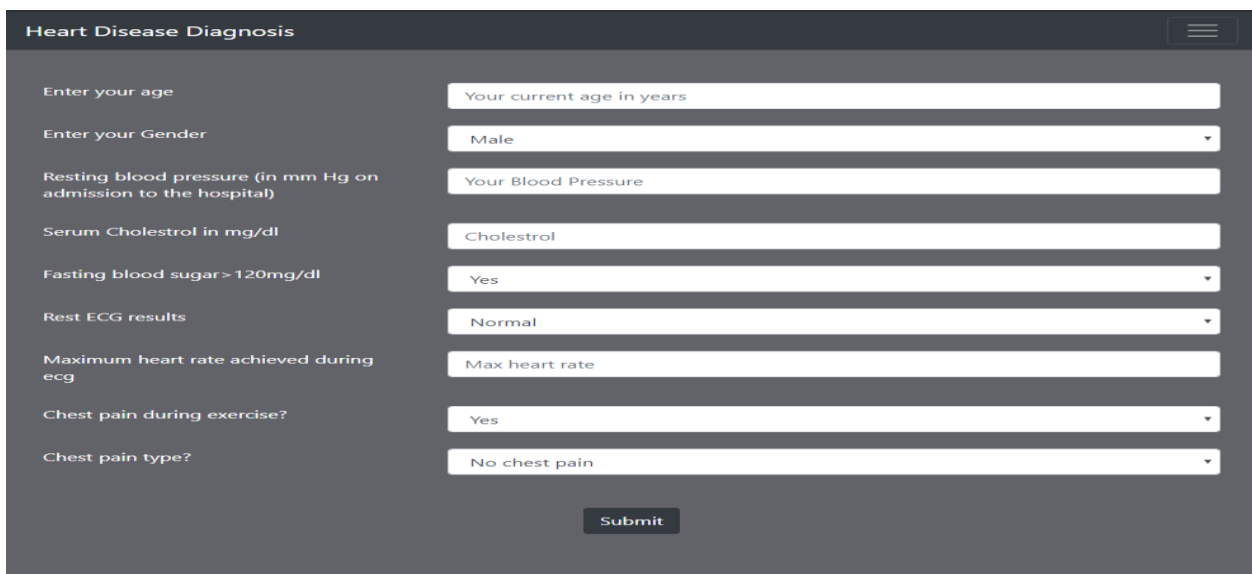 Heart Disease Diagnosis
Enter your age
Your current age in years
Enter your Gender
Male
Resting blood pressure (in mm Hg on
admission to the hospital)
Your Blood Pressure
Serum Cholestrol in mg/dl
Cholestrol
Fasting blood sugar>120mg/dl
Yes
Rest ECG results
Normal
Maximum heart rate achieved during
ecg
Max heart rate
Chest pain during exercise?
Yes
Chest pain type?
No chest pain
Submit